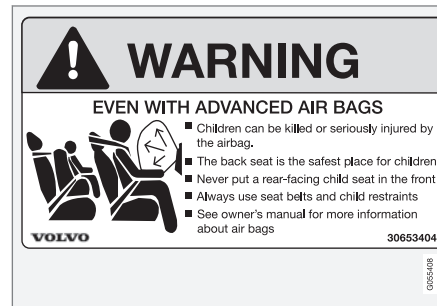 WARNING
EVEN WITH ADVANCED AIR BAGS
■ Children can be killed or seriously injured by
the airbag.
■ The back seat is the safest place for children
■ Never put a rear-facing child seat in the front
■ Always use seat belts and child restraints
■ See owner's manual for more information
about air bags
VOLVO
30653404
G055408